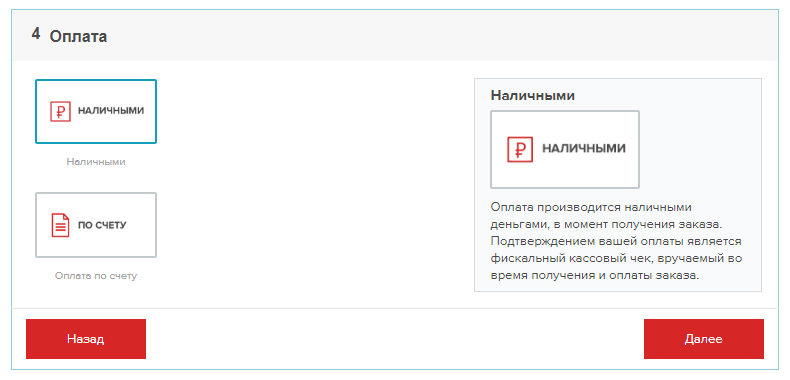 4 Оплата
НАЛИЧНЫМИ
Наличными
ПО СЧЕТУ
Оплата по счету
Наличными
НАЛИЧНЫМИ
Оплата производится наличными
деньгами, в момент получения заказа.
Подтверждением вашей оплаты является
фискальный кассовый чек, вручаемый во
время получения и оплаты заказа.
Назад
Далее